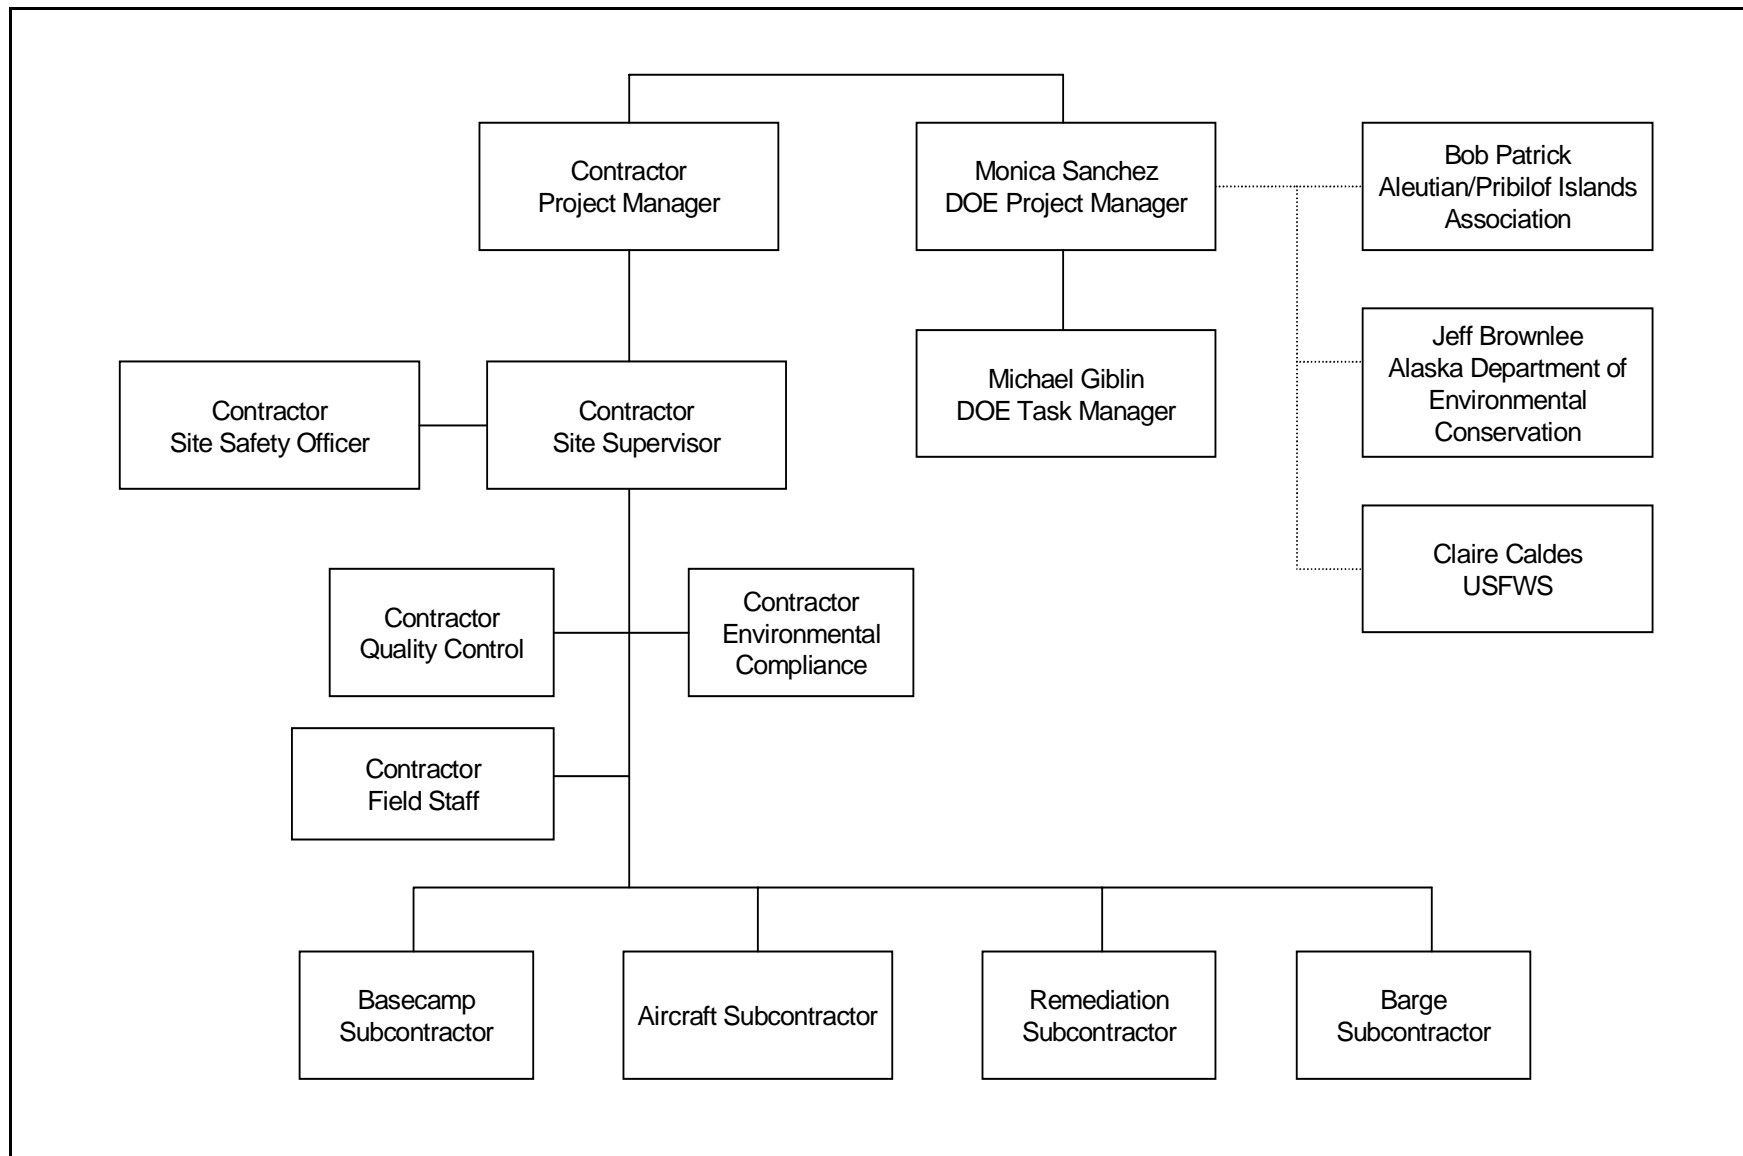 Contractor
Project Manager
Monica Sanchez
DOE Project Manager
Bob Patrick
Aleutian/Pribilof Islands
Association
Jeff Brownlee
Alaska Department of
Environmental
Conservation
Michael Giblin
DOE Task Manager
Contractor
Site Safety Officer
Contractor
Site Supervisor
Claire Caldes
USFWS
Contractor
Quality Control
Contractor
Environmental
Compliance
Contractor
Field Staff
Basecamp
Subcontractor
Aircraft Subcontractor
Remediation
Subcontractor
Barge
Subcontractor